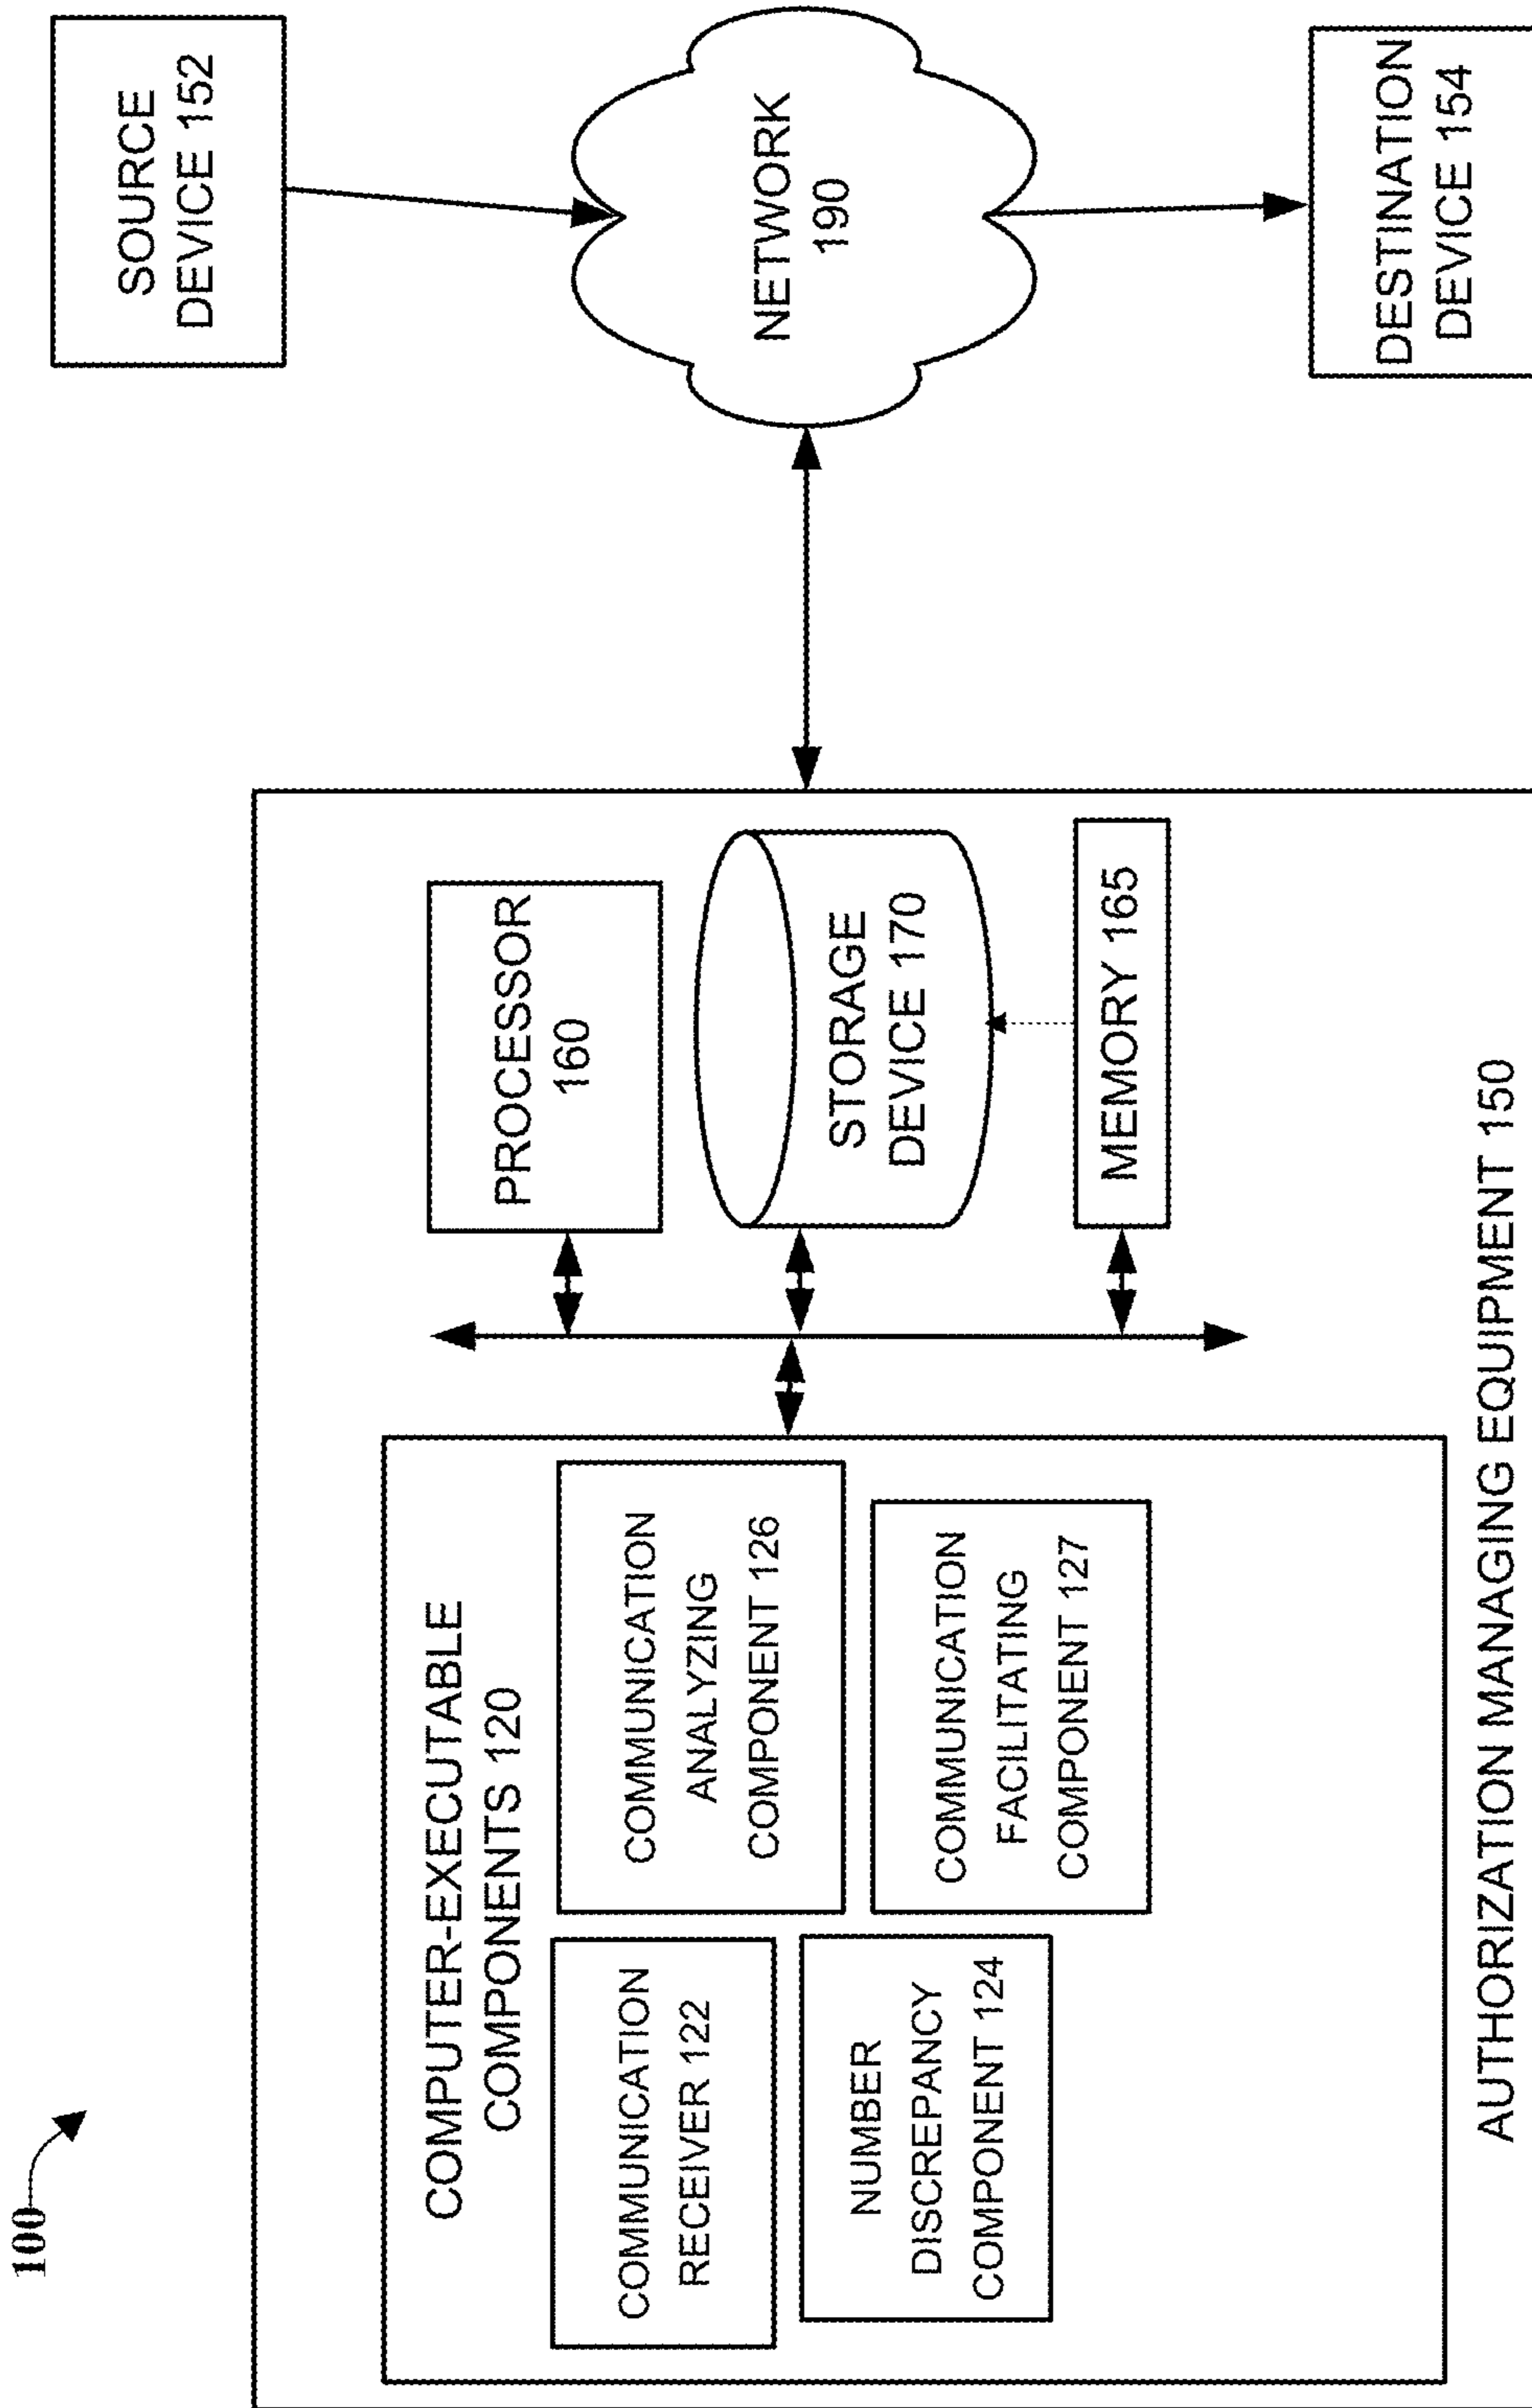 100
COMPUTER-EXECUTABLE
COMPONENTS 120
COMMUNICATION
RECEIVER 122
COMMUNICATION
ANALYZING
COMPONENT 126
NUMBER
DISCREPANCY
COMPONENT 124
COMMUNICATION
FACILITATING
COMPONENT 127
PROCESSOR
160
STORAGE
DEVICE 170
MEMORY 165
AUTHORIZATION MANAGING EQUIPMENT 150
SOURCE
DEVICE 152
NETWORK
190
DESTINATION
DEVICE 154